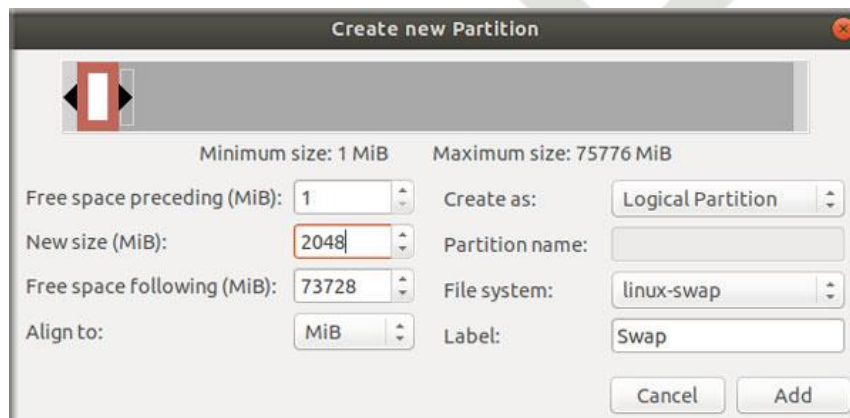 Create new Partition
Minimum size: 1 MiB Maximum size: 75776 MiB
Free space preceding (MiB): 1 Create as: Logical Partition
New size (MiB): 2048 Partition name:
Free space following (MiB): 73728 File system: linux-swap
Align to: MiB Label: Swap
Cancel Add